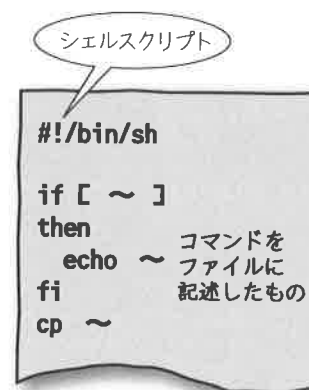 シェルスクリプト
#!/bin/sh
if [ ～ ]
then
echo ～
fi
cp ～
コマンドを
ファイルに
記述したもの